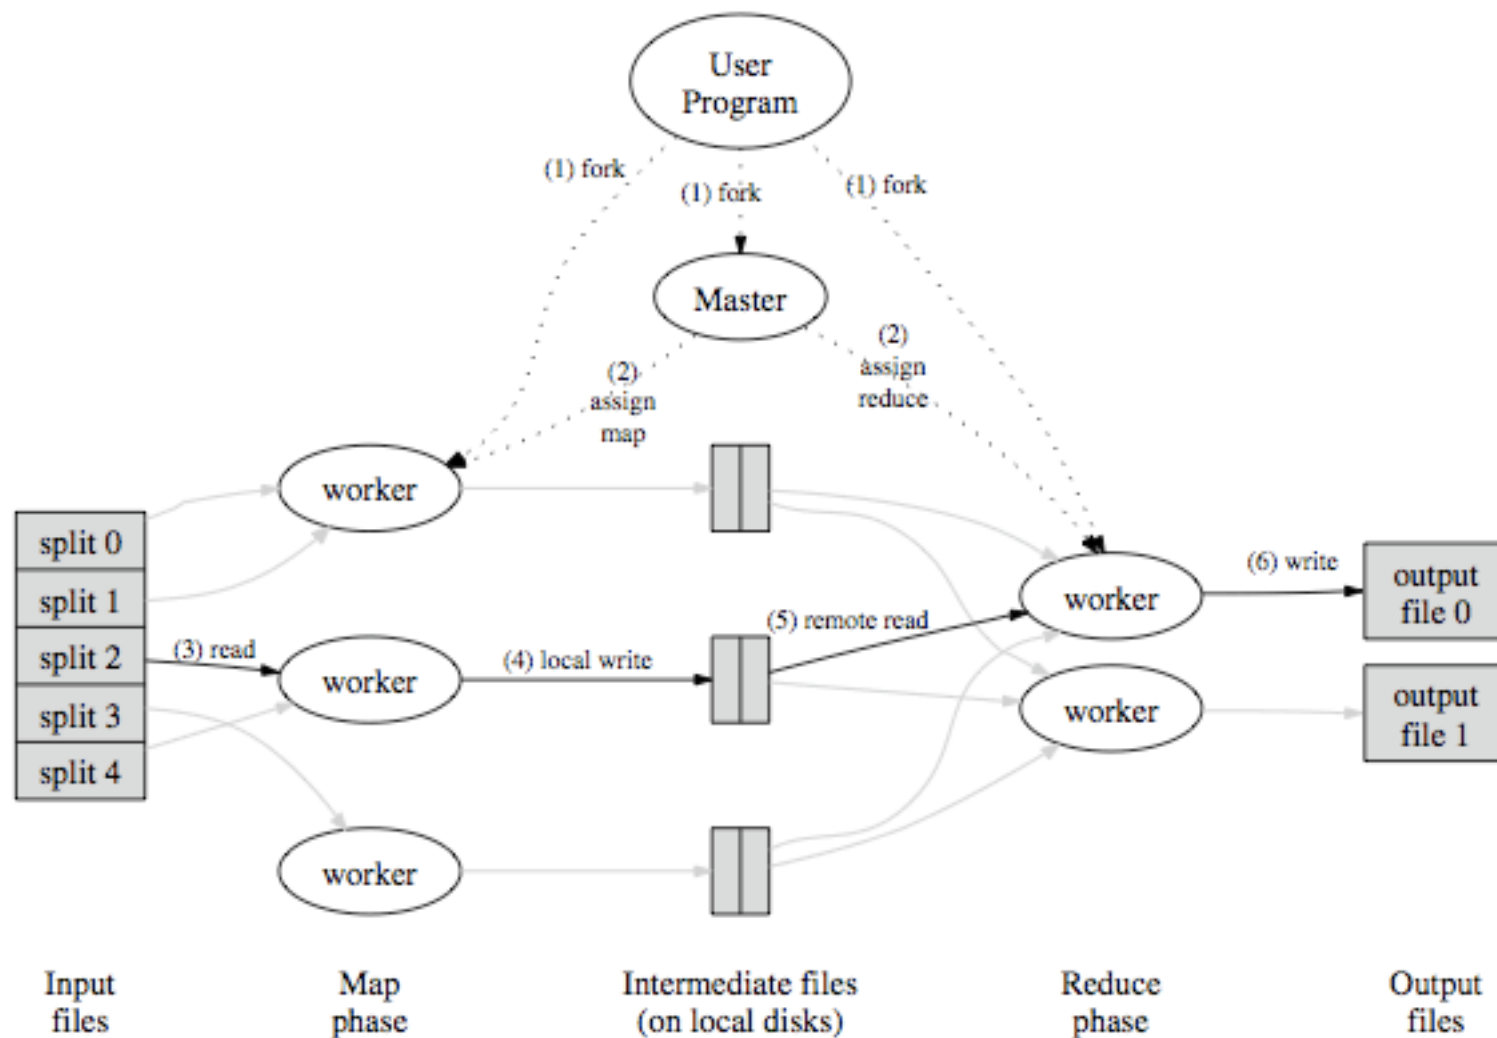 User
Program
(1) fork
(1) fork
(1) fork
Master
(2)
assign
map
(2)
assign
reduce
split 0
split 1
split 2
split 3
split 4
(3) read
worker
worker
worker
(4) local write
(5) remote read
worker
worker
(6) write
output
file 0
output
file 1
Input
files
Map
phase
Intermediate files
(on local disks)
Reduce
phase
Output
files